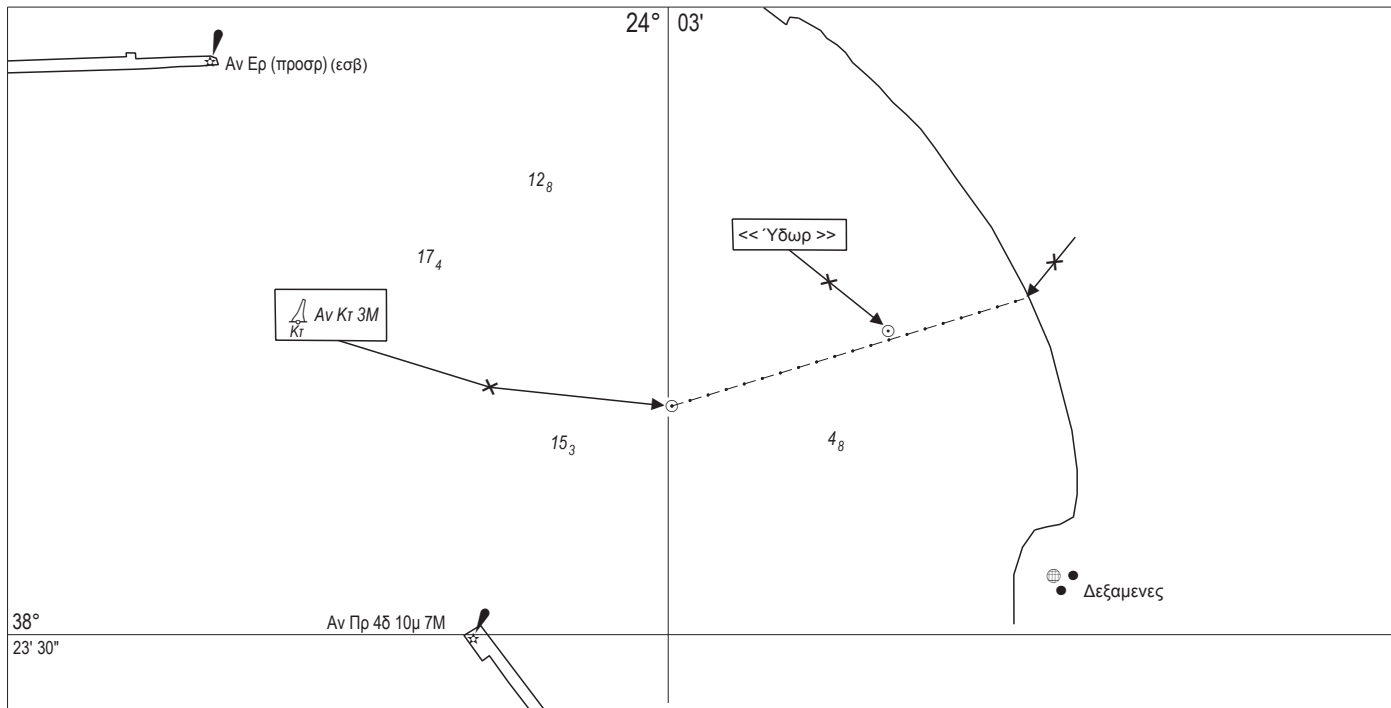 24° 03'
Αν Ερ (προσρ) (εσβ)
12₈
<< Ύδωρ >>
17₄
Αν Κτ 3Μ
Κτ
15₃
4₈
Δεξαμενες
38°
Αν Πρ 4δ 10μ 7Μ
23' 30"